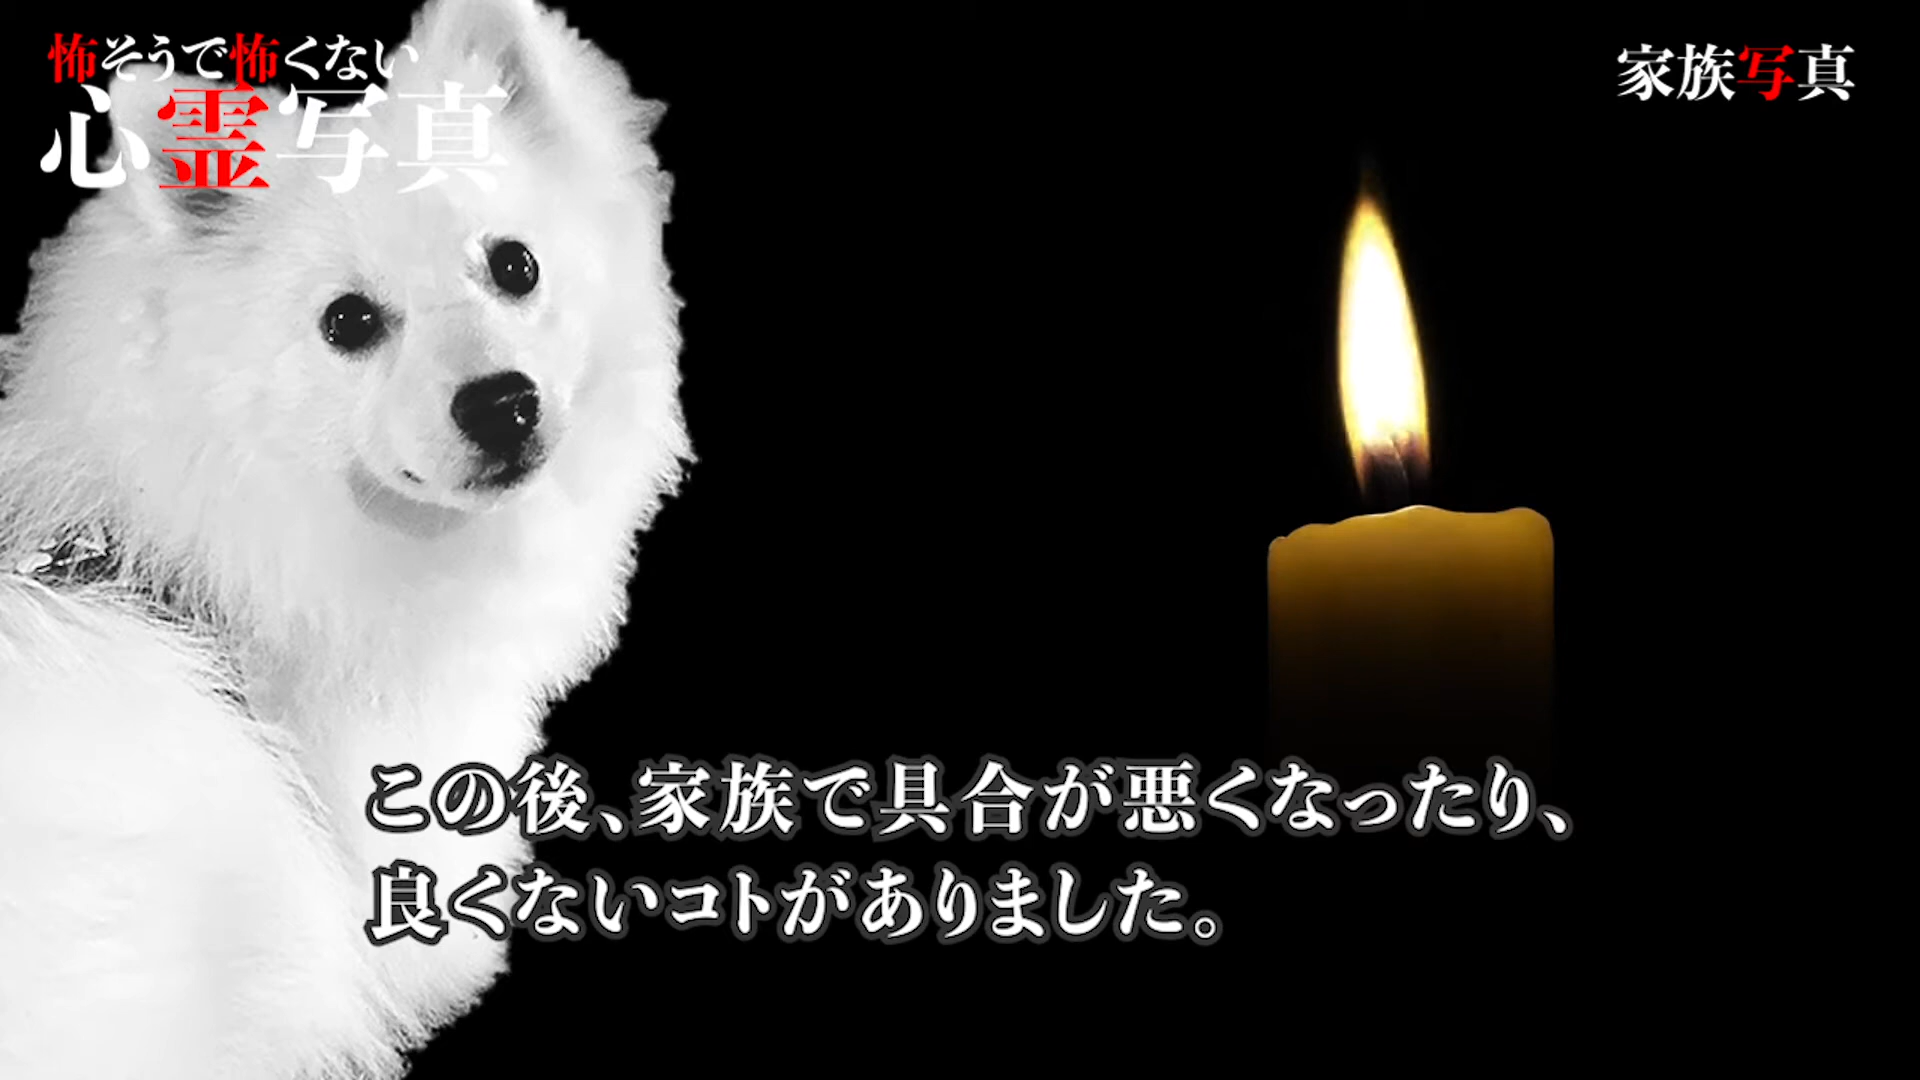 怖そうで怖くない
心霊写真
家族写真
この後、家族で具合が悪くなったり、
良くないコトがありました。